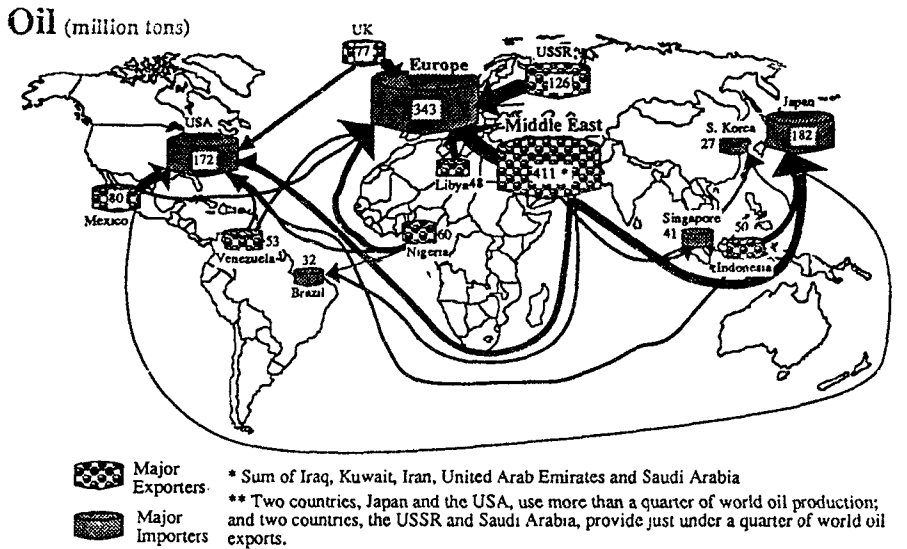 Oil (million tons)
UK
77
Europe
343
USSR
126
Middle East
411 *
Japan
182
S. Korea
27
USA
172
80
Mexico
Libya 48
Singapore
41
50
Indonesia
53
Venezuela
60
Nigeria
32
Brazil
Major
Exporters
Major
Importers
* Sum of Iraq, Kuwait, Iran, United Arab Emirates and Saudi Arabia
** Two countries, Japan and the USA, use more than a quarter of world oil production;
and two countries, the USSR and Saudi Arabia, provide just under a quarter of world oil
exports.